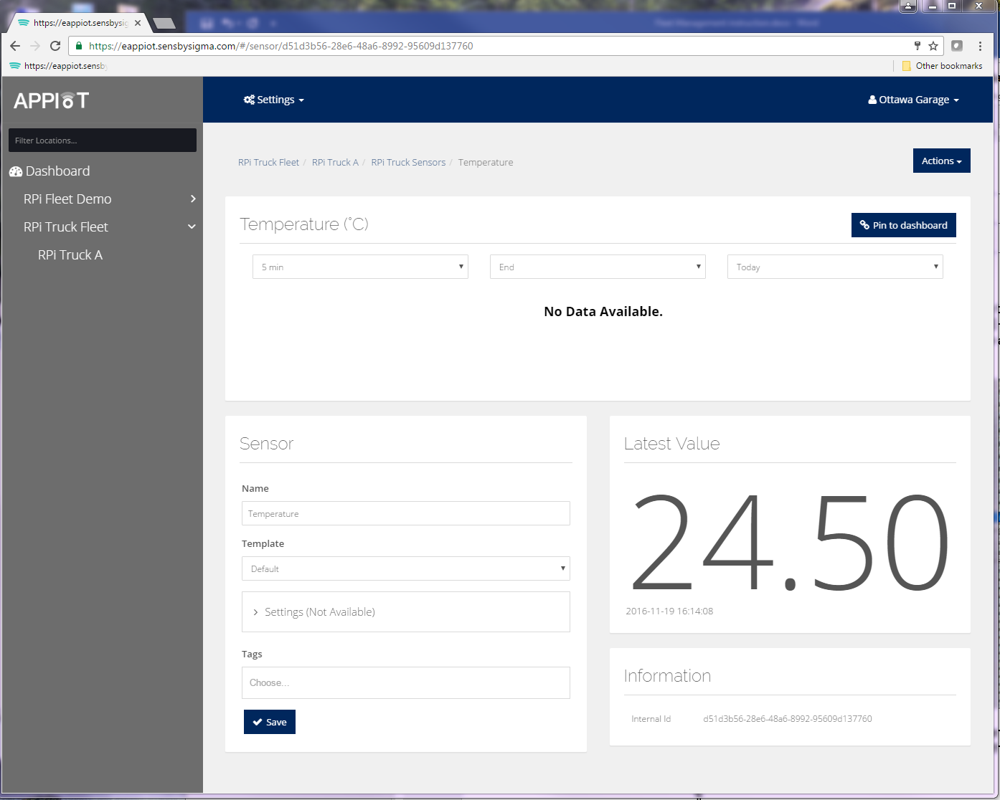 https://eappiot.sensbysig
https://eappiot.sensbysigma.com/#/sensor/d51d3b56-28e6-48a6-8992-95609d137760
https://eappiot.sensby
Other bookmarks
APPIoT
Settings
Ottawa Garage
Filter Locations...
Dashboard
RPi Fleet Demo
RPi Truck Fleet
RPi Truck A
RPi Truck Fleet / RPi Truck A / RPi Truck Sensors / Temperature
Actions
Temperature (°C)
Pin to dashboard
5 min
End
Today
No Data Available.
Sensor
Name
Temperature
Template
Default
Settings (Not Available)
Tags
Choose...
Save
Latest Value
24.50
2016-11-19 16:14:08
Information
Internal Id d51d3b56-28e6-48a6-8992-95609d137760